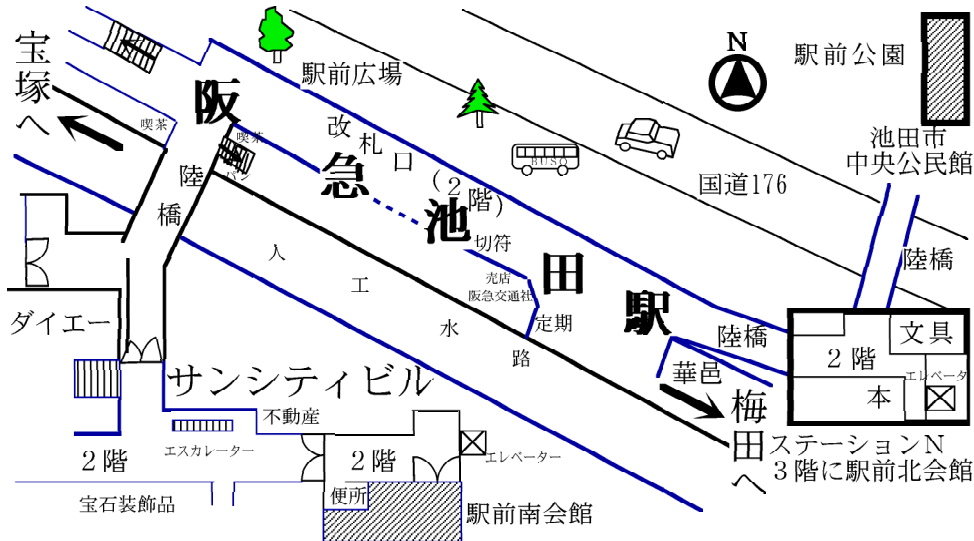 宝塚へ
阪急池田駅
駅前広場
N
駅前公園
池田市
中央公民館
喫茶
喫茶
パン
改札口
(2階)
BUS
国道176
陸橋
陸橋
切符
売店
阪急交通社
定期
人工水路
陸橋
華邑
梅田へ
ダイエー
サンシティビル
不動産
エスカレーター
2階
2階
エレベーター
便所
宝石装飾品
駅前南会館
文具
2階
エレベータ
本
ステーションN
3階に駅前北会館